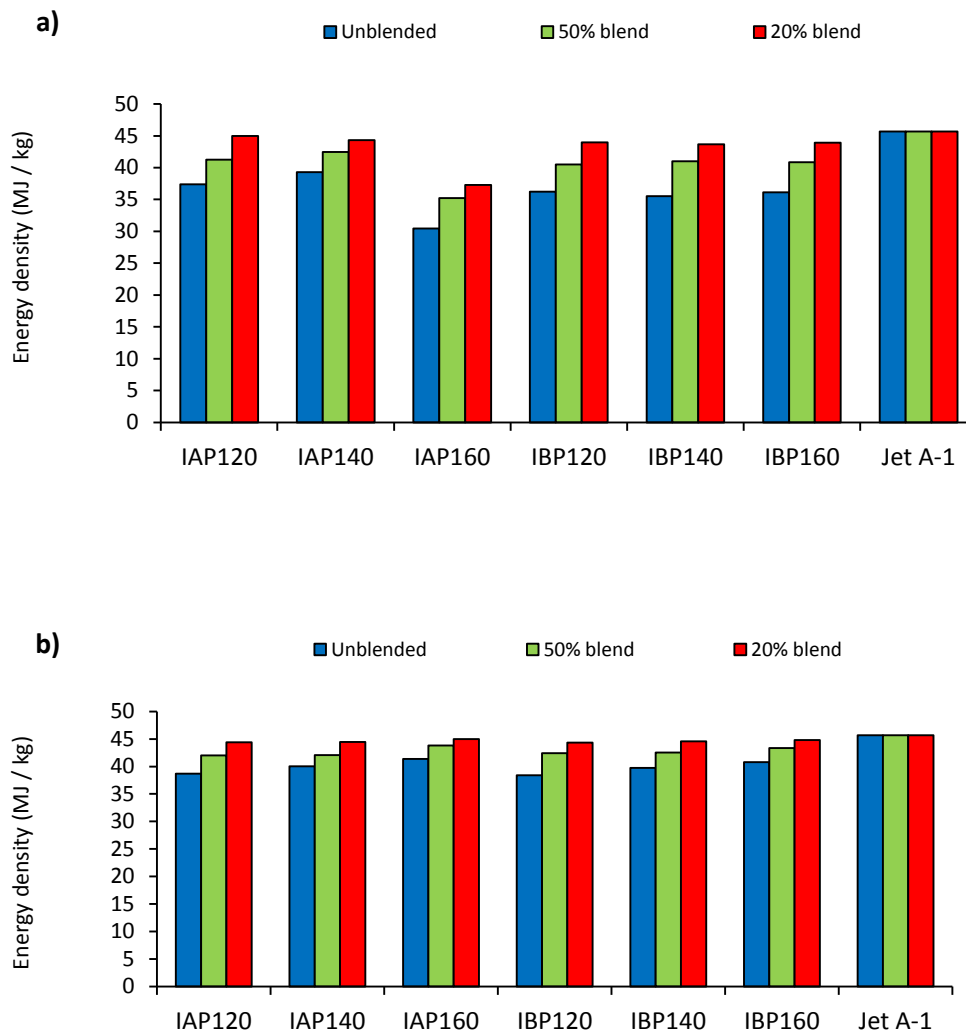 a)
Unblended 50% blend 20% blend
Energy density (MJ / kg)
50
45
40
35
30
25
20
15
10
5
0
IAP120 IAP140 IAP160 IBP120 IBP140 IBP160 Jet A-1
b)
Unblended 50% blend 20% blend
Energy density (MJ / kg)
50
45
40
35
30
25
20
15
10
5
0
IAP120 IAP140 IAP160 IBP120 IBP140 IBP160 Jet A-1